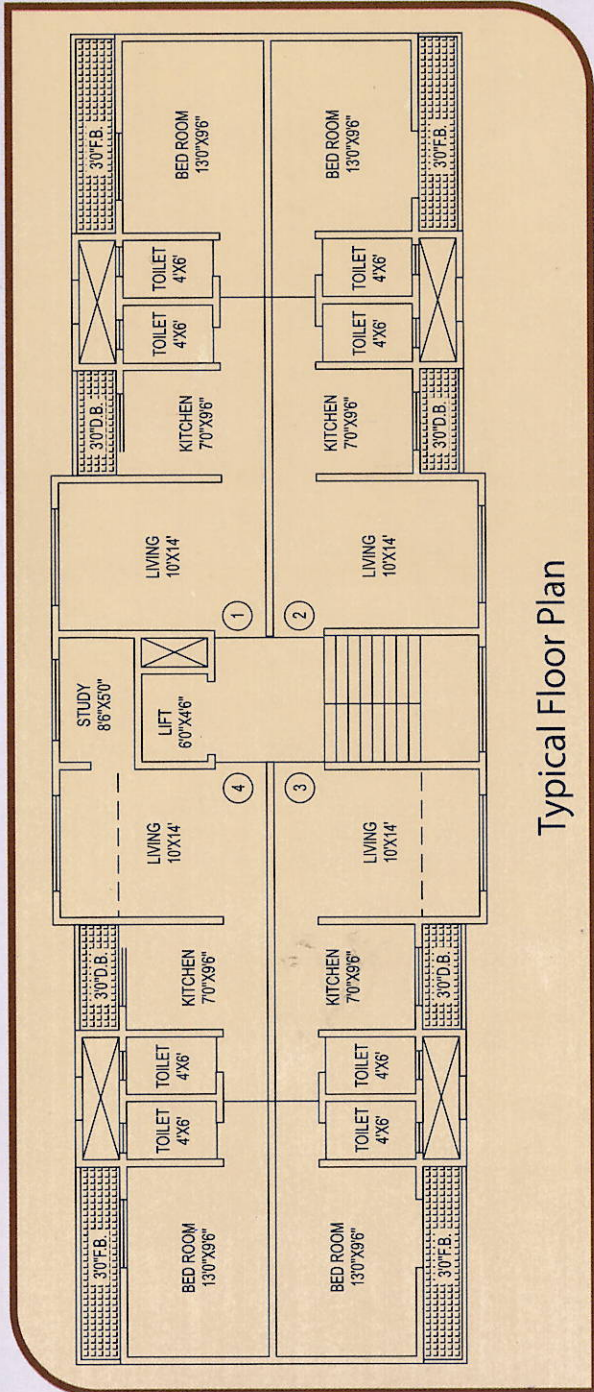 3'0"F.B.
3'0"D.B.
STUDY
8'6"X5'0"
3'0"D.B.
3'0"F.B.
BED ROOM
13'0"X9'6"
TOILET
4'X6'
TOILET
4'X6'
KITCHEN
7'0"X9'6"
LIVING
10'X14'
LIFT
6'0"X4'6"
LIVING
10'X14'
KITCHEN
7'0"X9'6"
TOILET
4'X6'
TOILET
4'X6'
BED ROOM
13'0"X9'6"
4
1
3
2
BED ROOM
13'0"X9'6"
TOILET
4'X6'
TOILET
4'X6'
KITCHEN
7'0"X9'6"
LIVING
10'X14'
LIVING
10'X14'
KITCHEN
7'0"X9'6"
TOILET
4'X6'
TOILET
4'X6'
BED ROOM
13'0"X9'6"
3'0"F.B.
3'0"D.B.
3'0"D.B.
3'0"F.B.
Typical Floor Plan